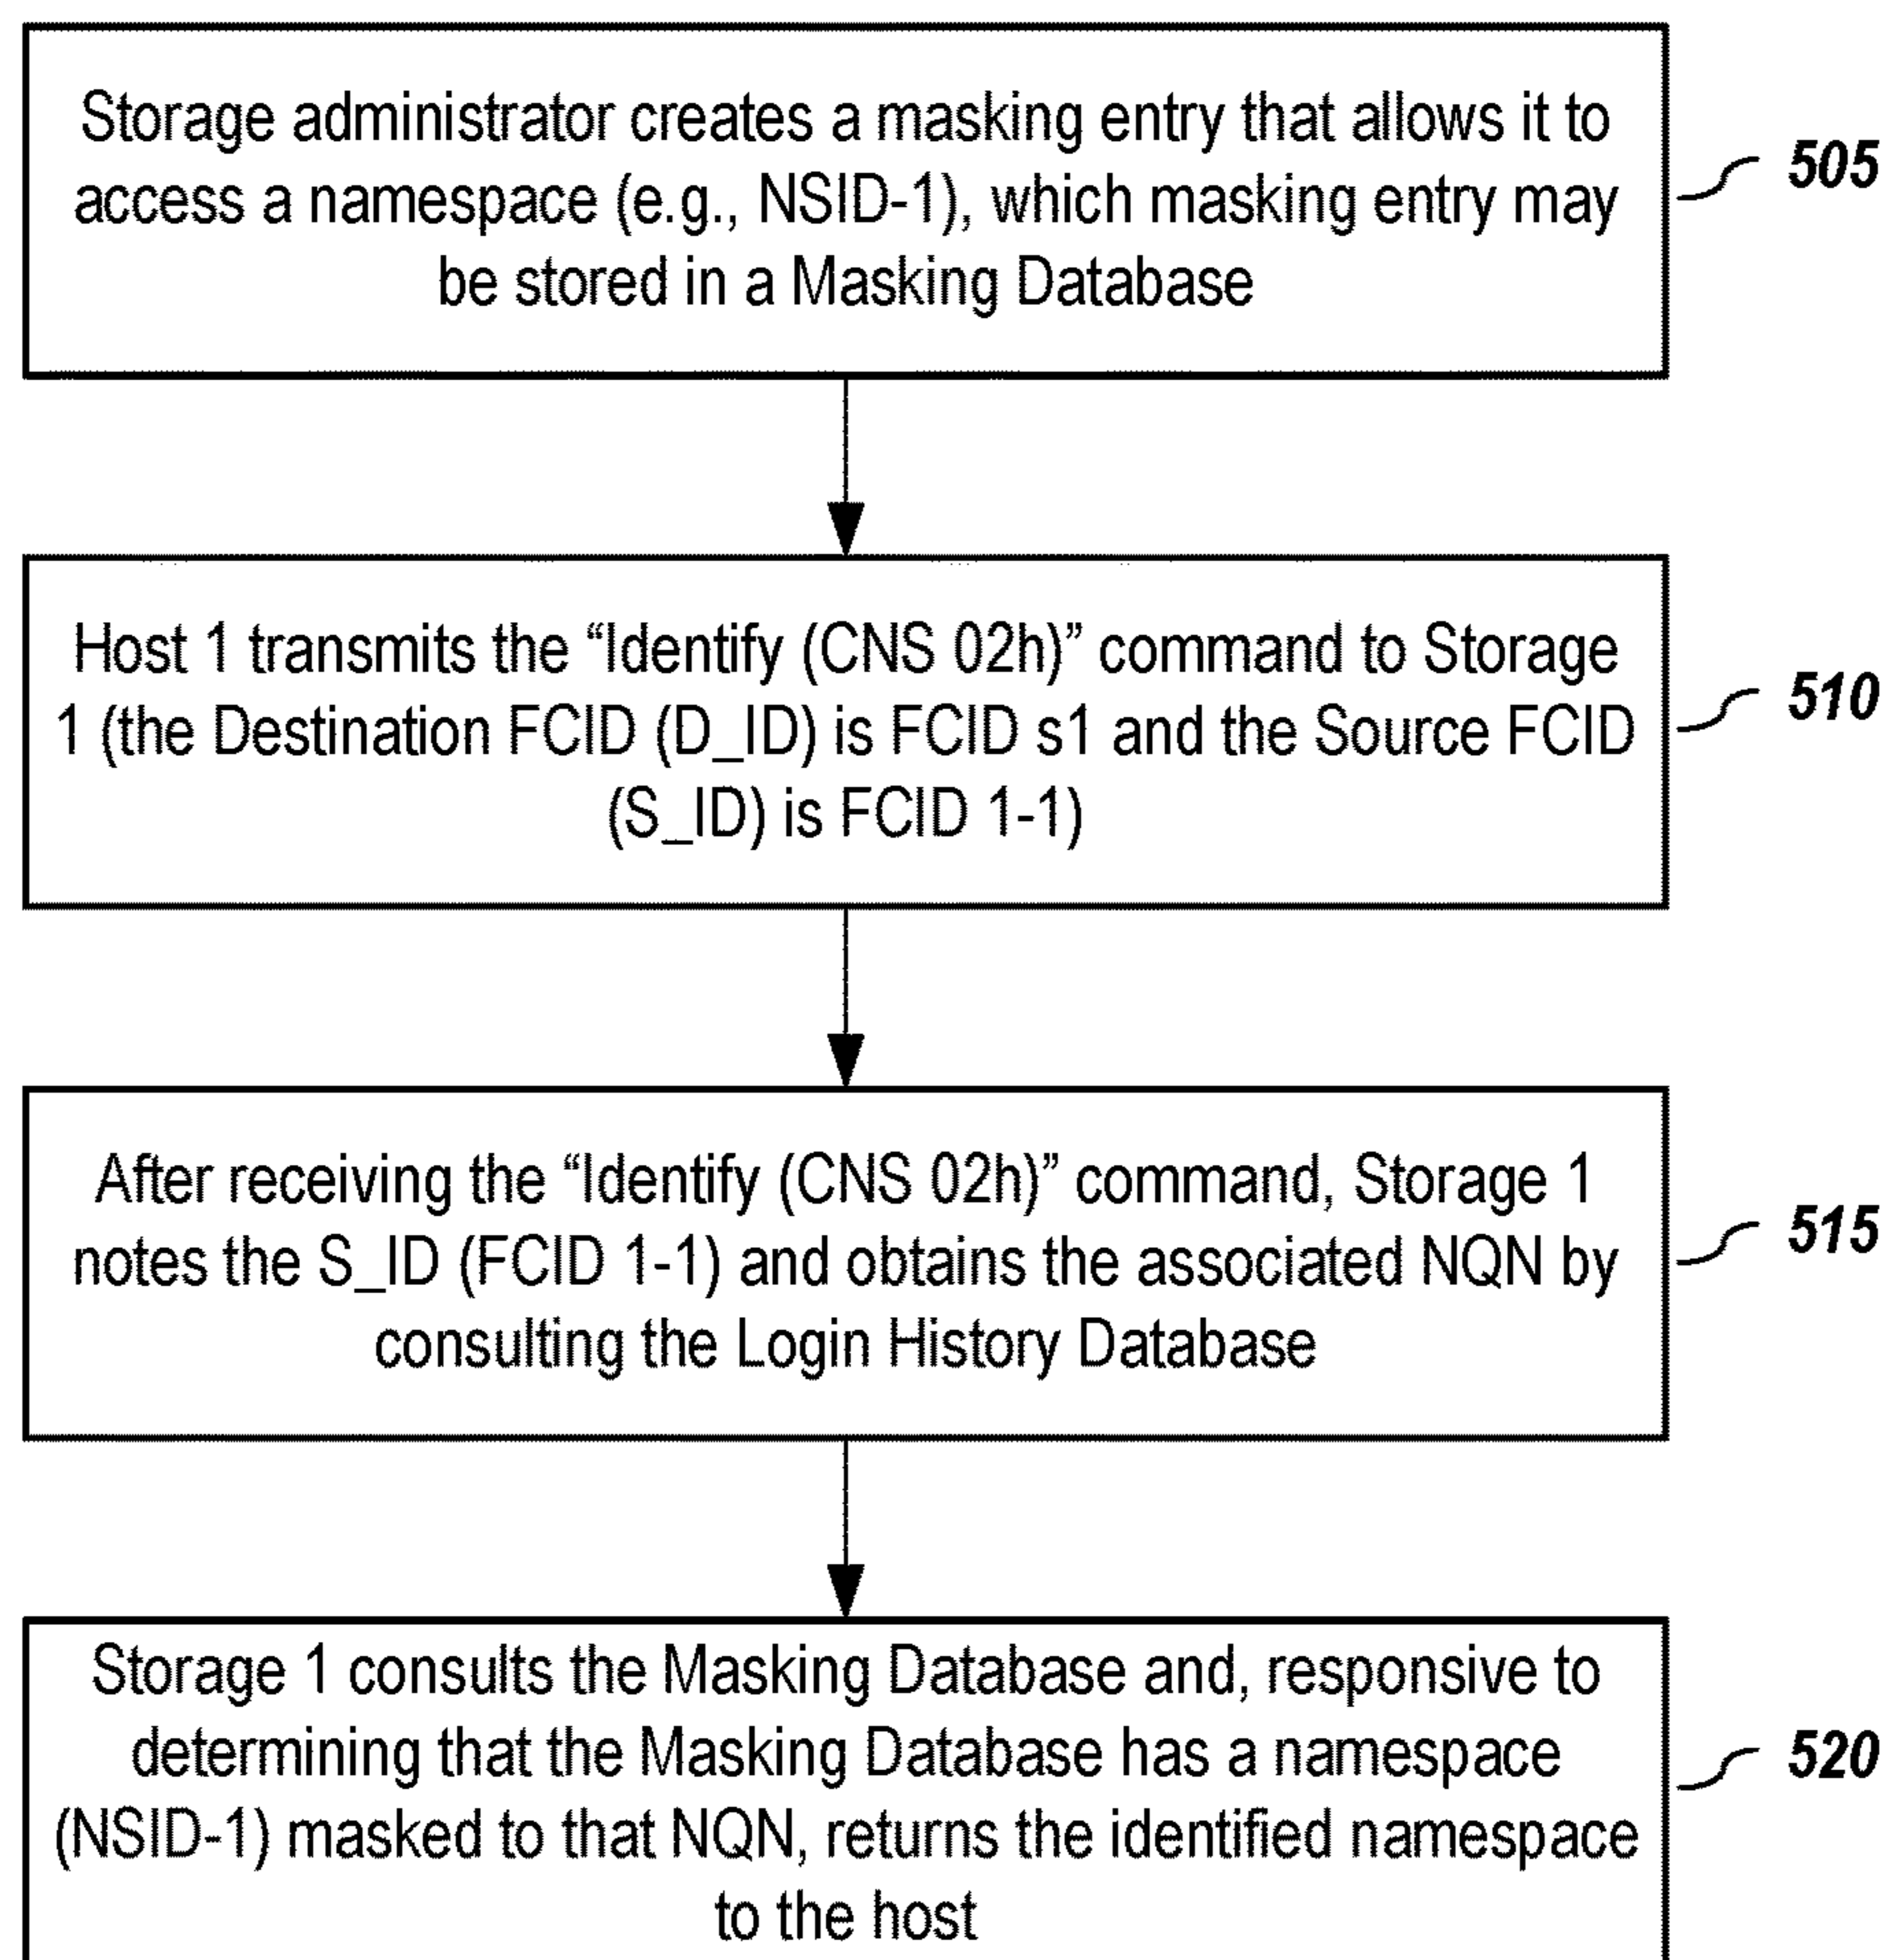 Storage administrator creates a masking entry that allows it to
access a namespace (e.g., NSID-1), which masking entry may
be stored in a Masking Database
505
Host 1 transmits the “Identify (CNS 02h)” command to Storage
1 (the Destination FCID (D_ID) is FCID s1 and the Source FCID
(S_ID) is FCID 1-1)
510
After receiving the “Identify (CNS 02h)” command, Storage 1
notes the S_ID (FCID 1-1) and obtains the associated NQN by
consulting the Login History Database
515
Storage 1 consults the Masking Database and, responsive to
determining that the Masking Database has a namespace
(NSID-1) masked to that NQN, returns the identified namespace
to the host
520